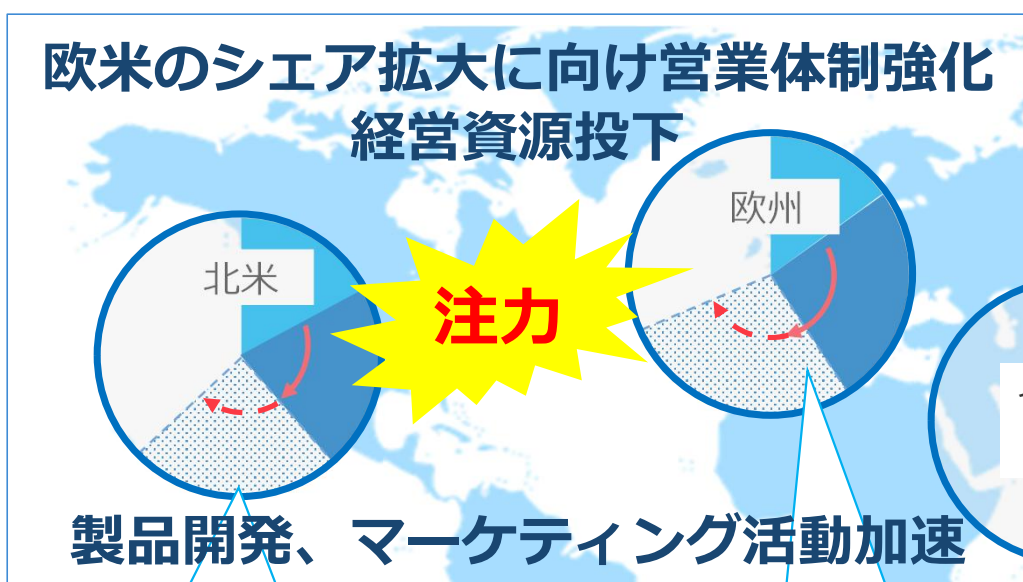 欧米のシェア拡大に向け営業体制強化
経営資源投下
欧州
北米
注力
製品開発、マーケティング活動加速